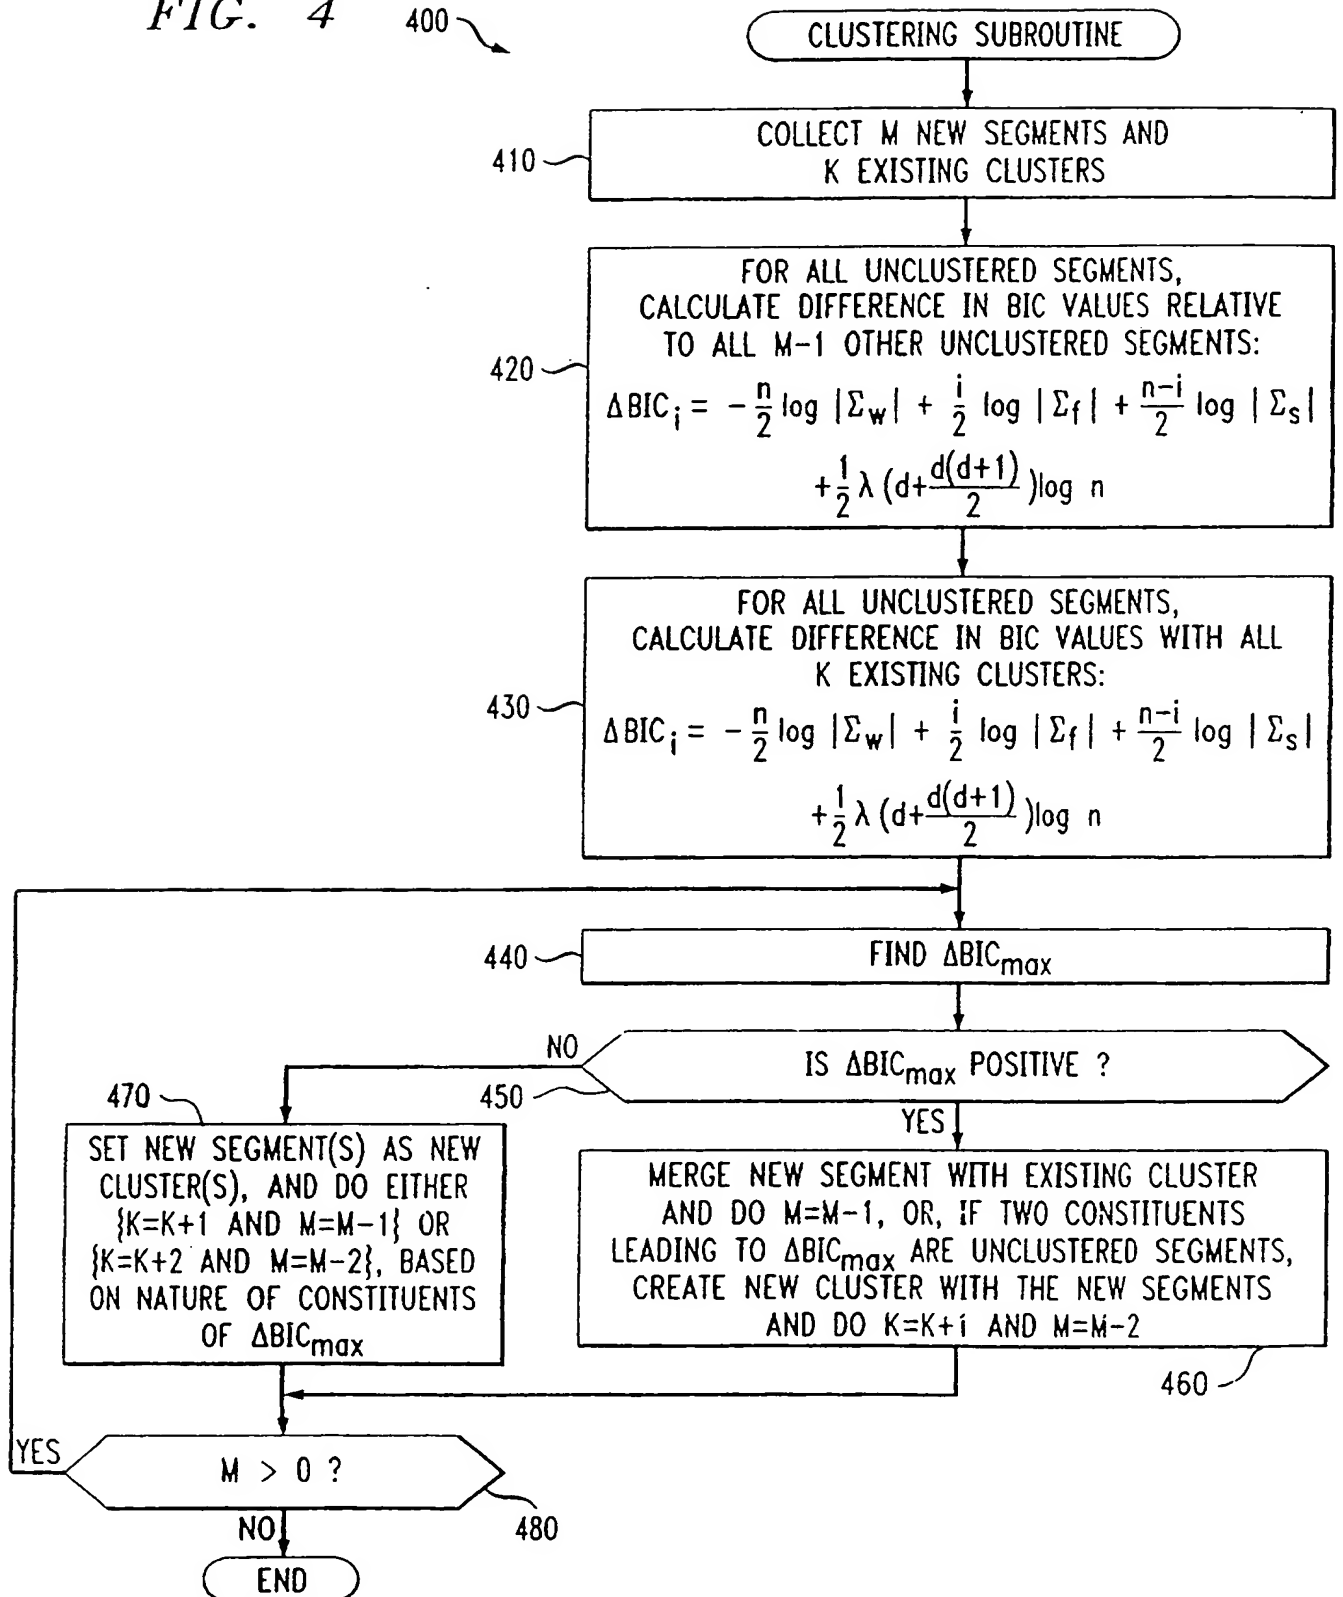 FIG. 4
400
CLUSTERING SUBROUTINE
410
COLLECT M NEW SEGMENTS AND
K EXISTING CLUSTERS
420
FOR ALL UNCLUSTERED SEGMENTS,
CALCULATE DIFFERENCE IN BIC VALUES RELATIVE
TO ALL M-1 OTHER UNCLUSTERED SEGMENTS:
ΔBIC_i = - n/2 log |Σ_w| + i/2 log |Σ_f| + n-i/2 log |Σ_s|
+ 1/2 λ (d+ d(d+1)/2 )log n
430
FOR ALL UNCLUSTERED SEGMENTS,
CALCULATE DIFFERENCE IN BIC VALUES WITH ALL
K EXISTING CLUSTERS:
ΔBIC_i = - n/2 log |Σ_w| + i/2 log |Σ_f| + n-i/2 log |Σ_s|
+ 1/2 λ (d+ d(d+1)/2 )log n
440
FIND ΔBIC_max
450
IS ΔBIC_max POSITIVE ?
NO
YES
470
SET NEW SEGMENT(S) AS NEW
CLUSTER(S), AND DO EITHER
{K=K+1 AND M=M-1} OR
{K=K+2 AND M=M-2}, BASED
ON NATURE OF CONSTITUENTS
OF ΔBIC_max
MERGE NEW SEGMENT WITH EXISTING CLUSTER
AND DO M=M-1, OR, IF TWO CONSTITUENTS
LEADING TO ΔBIC_max ARE UNCLUSTERED SEGMENTS,
CREATE NEW CLUSTER WITH THE NEW SEGMENTS
AND DO K=K+i AND M=M-2
460
YES
M > 0 ?
480
NO
END